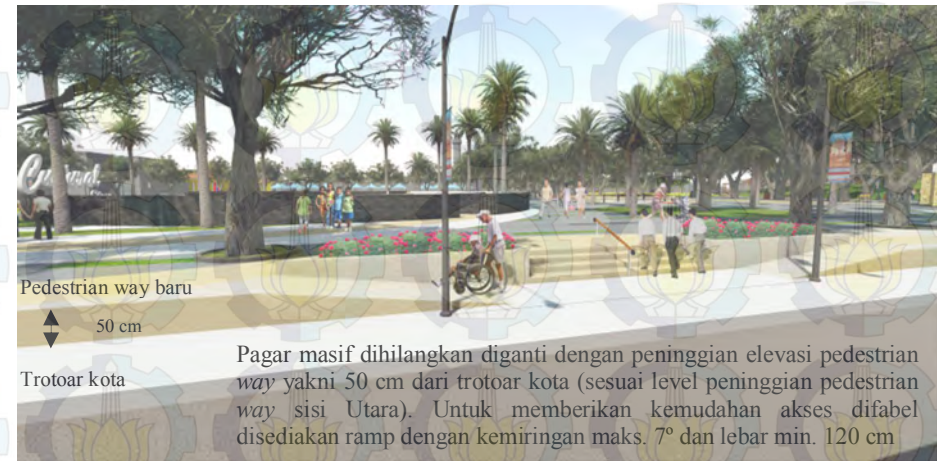 Pedestrian way baru
50 cm
Trotoar kota
Pagar masif dihilangkan diganti dengan peninggian elevasi pedestrian
way yakni 50 cm dari trotoar kota (sesuai level peninggian pedestrian
way sisi Utara). Untuk memberikan kemudahan akses difabel
disediakan ramp dengan kemiringan maks. 7º dan lebar min. 120 cm